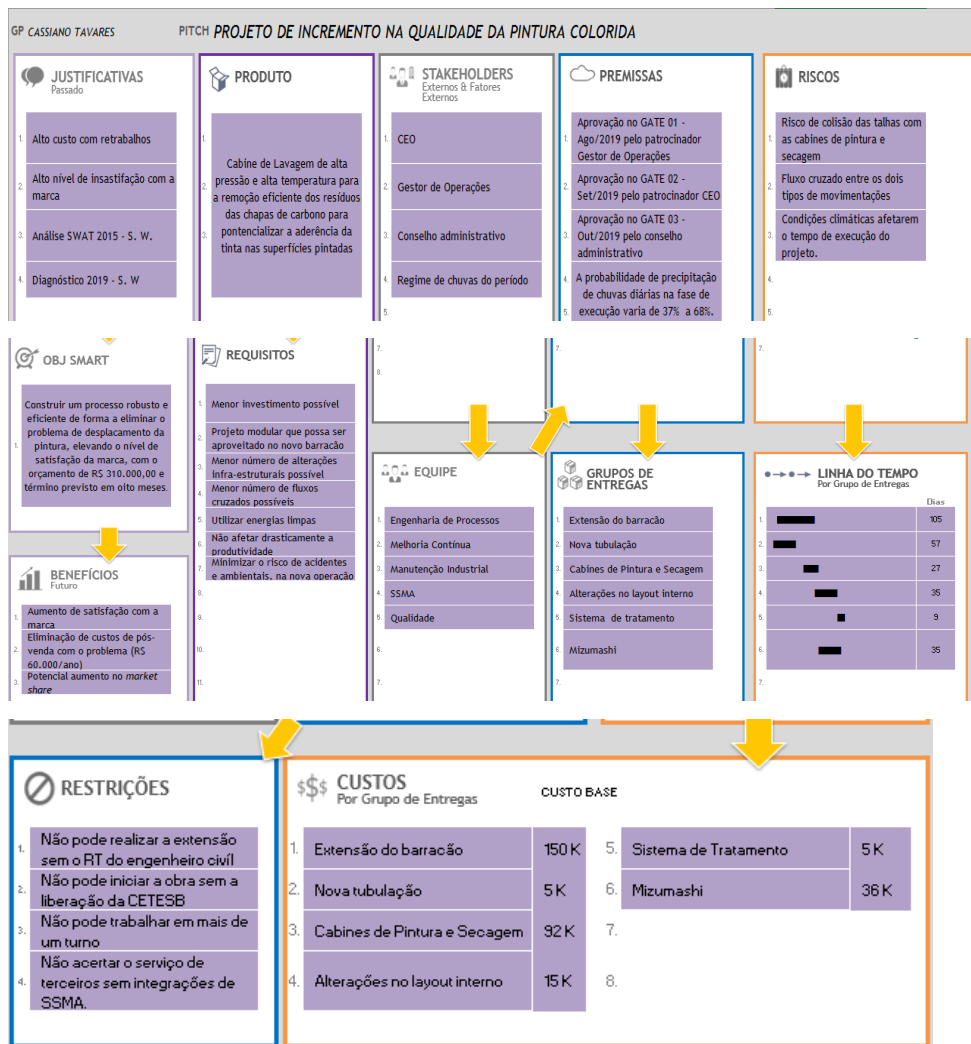 GP CASSIANO TAVARES
PITCH PROJETO DE INCREMENTO NA QUALIDADE DA PINTURA COLORIDA
JUSTIFICATIVAS
Passado
1. Alto custo com retrabalhos
2. Alto nível de insastifação com a
marca
3. Análise SWAT 2015 - S. W.
4. Diagnóstico 2019 - S. W
PRODUTO
1.
2.
3.
Cabine de Lavagem de alta
pressão e alta temperatura para
a remoção eficiente dos resíduos
das chapas de carbono para
pontencializar a aderência da
tinta nas superfícies pintadas
STAKEHOLDERS
Externos & Fatores
Externos
1. CEO
2. Gestor de Operações
3. Conselho administrativo
4. Regime de chuvas do período
5.
PREMISSAS
1. Aprovação no GATE 01 -
Ago/2019 pelo patrocinador
Gestor de Operações
2. Aprovação no GATE 02 -
Set/2019 pelo patrocinador CEO
3. Aprovação no GATE 03 -
Out/2019 pelo conselho
administrativo
4. A probabilidade de precipitação
de chuvas diárias na fase de
execução varia de 37% a 68%.
5.
RISCOS
1. Risco de colisão das talhas com
as cabines de pintura e
secagem
2. Fluxo cruzado entre os dois
tipos de movimentações
3. Condições climáticas afetarem
o tempo de execução do
projeto.
4.
5.
OBJ SMART
1. Construir um processo robusto e
eficiente de forma a eliminar o
problema de desplacamento da
pintura, elevando o nível de
satisfação da marca, com o
orçamento de R$ 310.000,00 e
término previsto em oito meses.
BENEFÍCIOS
Futuro
1. Aumento de satisfação com a
marca
2. Eliminação de custos de pós-
venda com o problema (R$
60.000/ano)
3. Potencial aumento no market
share
REQUISITOS
1. Menor investimento possível
2. Projeto modular que possa ser
aproveitado no novo barracão
3. Menor número de alterações
infra-estruturais possível
4. Menor número de fluxos
cruzados possíveis
5. Utilizar energias limpas
6. Não afetar drasticamente a
produtividade
7. Minimizar o risco de acidentes
e ambientais, na nova operação
8.
9.
10.
11.
7.
8.
EQUIPE
1. Engenharia de Processos
2. Melhoria Contínua
3. Manutenção Industrial
4. SSMA
5. Qualidade
6.
7.
7.
GRUPOS DE
ENTREGAS
1. Extensão do barracão
2. Nova tubulação
3. Cabines de Pintura e Secagem
4. Alterações no layout interno
5. Sistema de tratamento
6. Mizumashi
7.
7.
LINHA DO TEMPO
Por Grupo de Entregas
Dias
1. 105
2. 57
3. 27
4. 35
5. 9
6. 35
7.
RESTRIÇÕES
1. Não pode realizar a extensão
sem o RT do engenheiro civíl
2. Não pode iniciar a obra sem a
liberação da CETESB
3. Não pode trabalhar em mais de
um turno
4. Não acertar o serviço de
terceiros sem integrações de
SSMA.
$$$ CUSTOS
Por Grupo de Entregas
CUSTO BASE
1. Extensão do barracão 150 K
2. Nova tubulação 5 K
3. Cabines de Pintura e Secagem 92 K
4. Alterações no layout interno 15 K
5. Sistema de Tratamento 5 K
6. Mizumashi 36 K
7.
8.